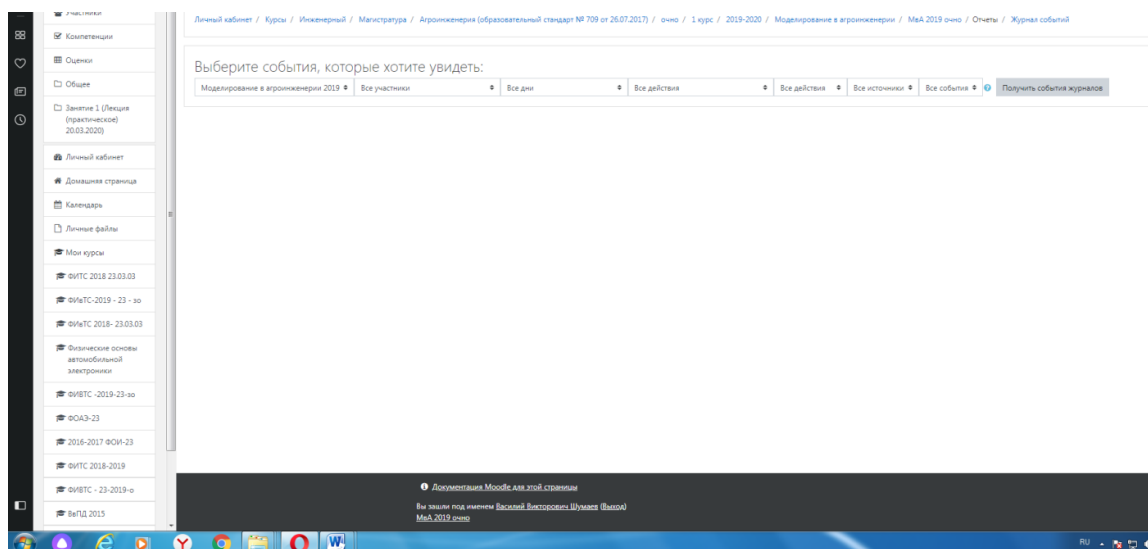 Участники
Компетенции
Оценки
Общее
Занятие 1 (Лекция
(практическое)
20.03.2020)
Личный кабинет
Домашняя страница
Календарь
Личные файлы
Мои курсы
ФИТС 2018 23.03.03
ФИвТС-2019 - 23 - зо
ФИвТС 2018- 23.03.03
Физические основы
автомобильной
электроники
ФИВТС -2019-23-зо
ФОАЭ-23
2016-2017 ФОИ-23
ФИТС 2018-2019
ФИВТС - 23-2019-о
ВвПД 2015
Личный кабинет / Курсы / Инженерный / Магистратура / Агроинженерия (образовательный стандарт № 709 от 26.07.2017) / очно / 1 курс / 2019-2020 / Моделирование в агроинженерии / МвА 2019 очно / Отчеты / Журнал событий
Выберите события, которые хотите увидеть:
Моделирование в агроинженерии 2019 Все участники Все дни Все действия Все действия Все источники Все события Получить события журналов
Документация Moodle для этой страницы
Вы зашли под именем Василий Викторович Шумаев (Выход)
МвА 2019 очно
RU